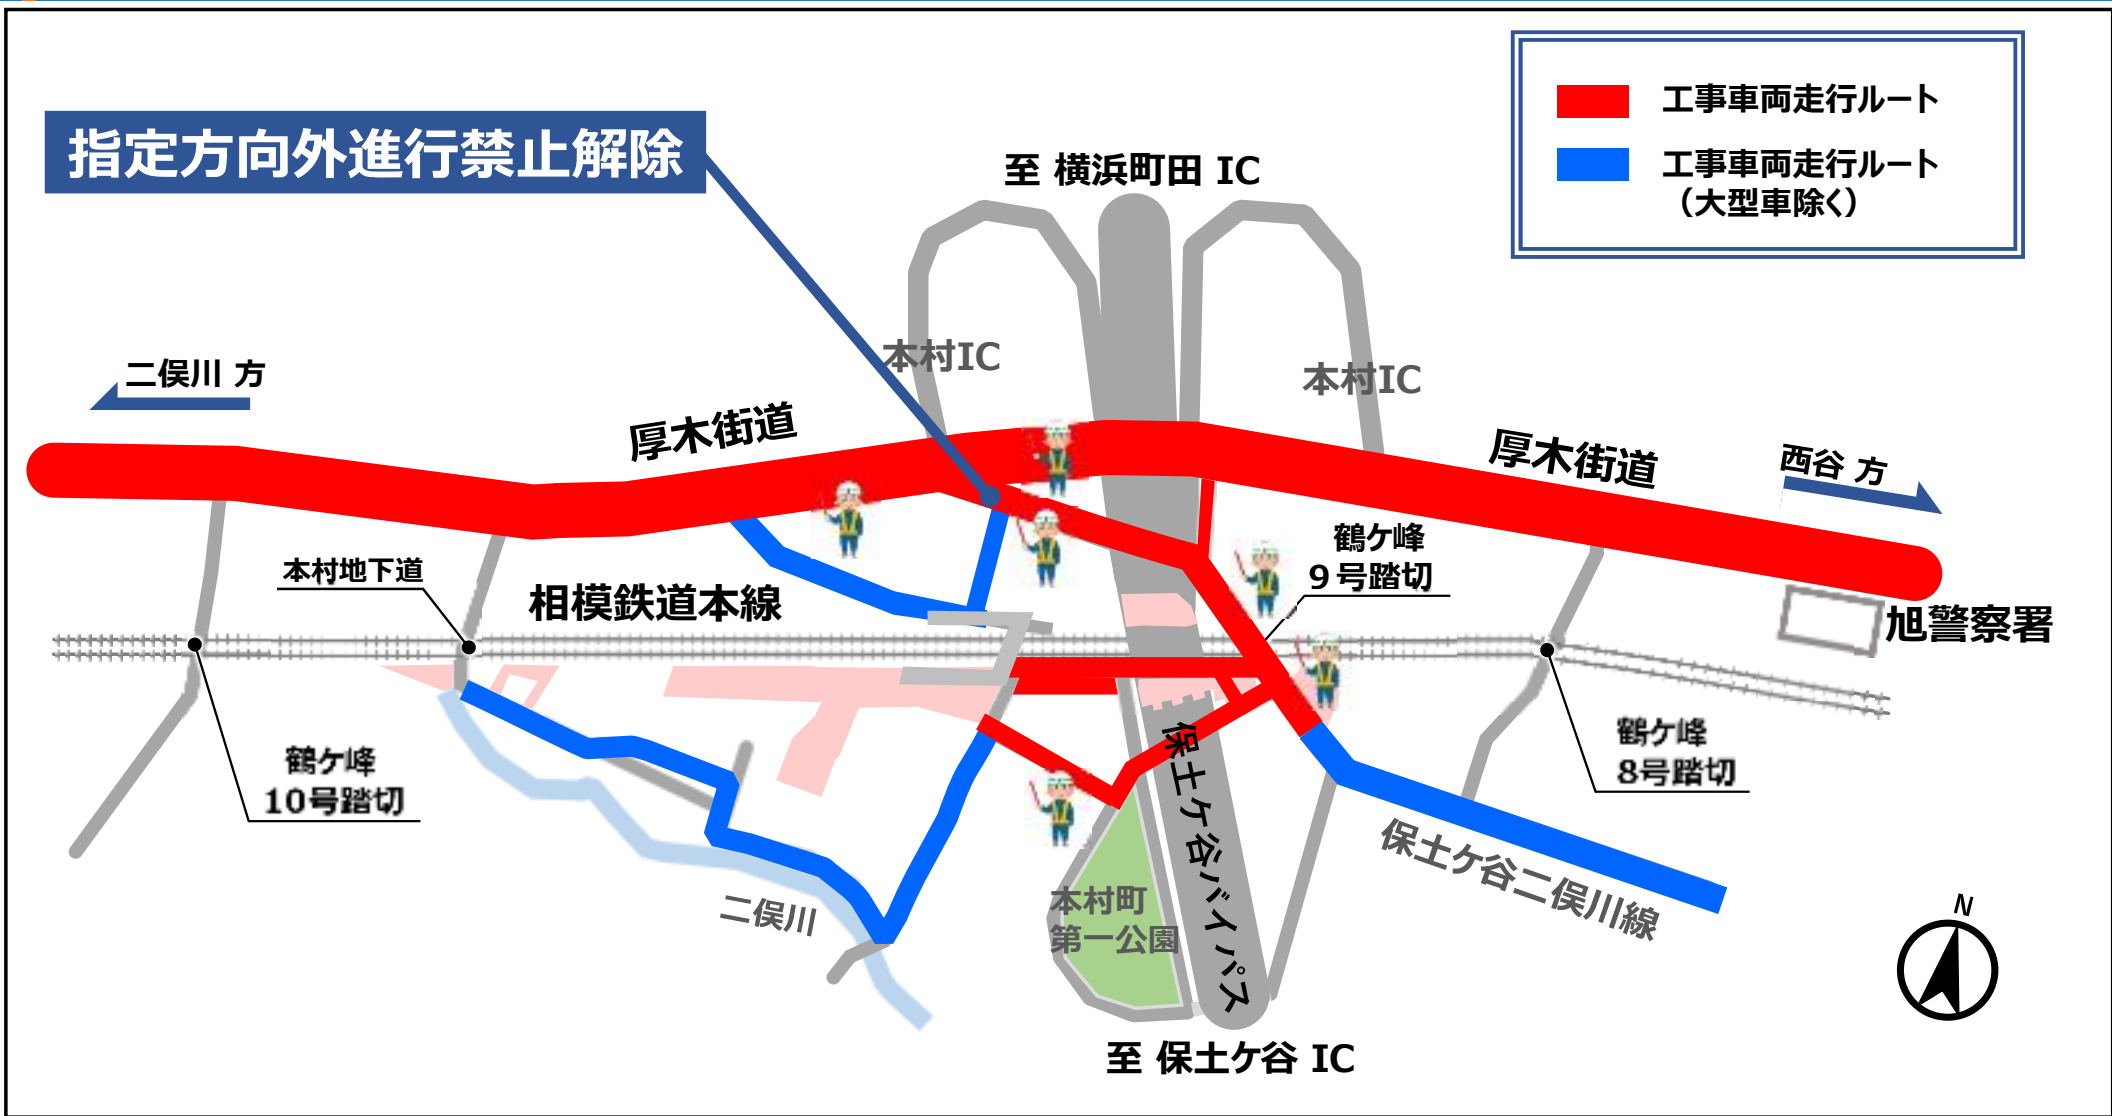 工事車両走行ルート
工事車両走行ルート
（大型車除く）
指定方向外進行禁止解除
至 横浜町田 IC
本村IC
本村IC
二俣川 方
厚木街道
厚木街道
西谷 方
本村地下道
相模鉄道本線
鶴ケ峰
９号踏切
旭警察署
鶴ケ峰
10号踏切
鶴ケ峰
8号踏切
保土ケ谷バイパス
保土ケ谷二俣川線
二俣川
本村町
第一公園
N
至 保土ケ谷 IC